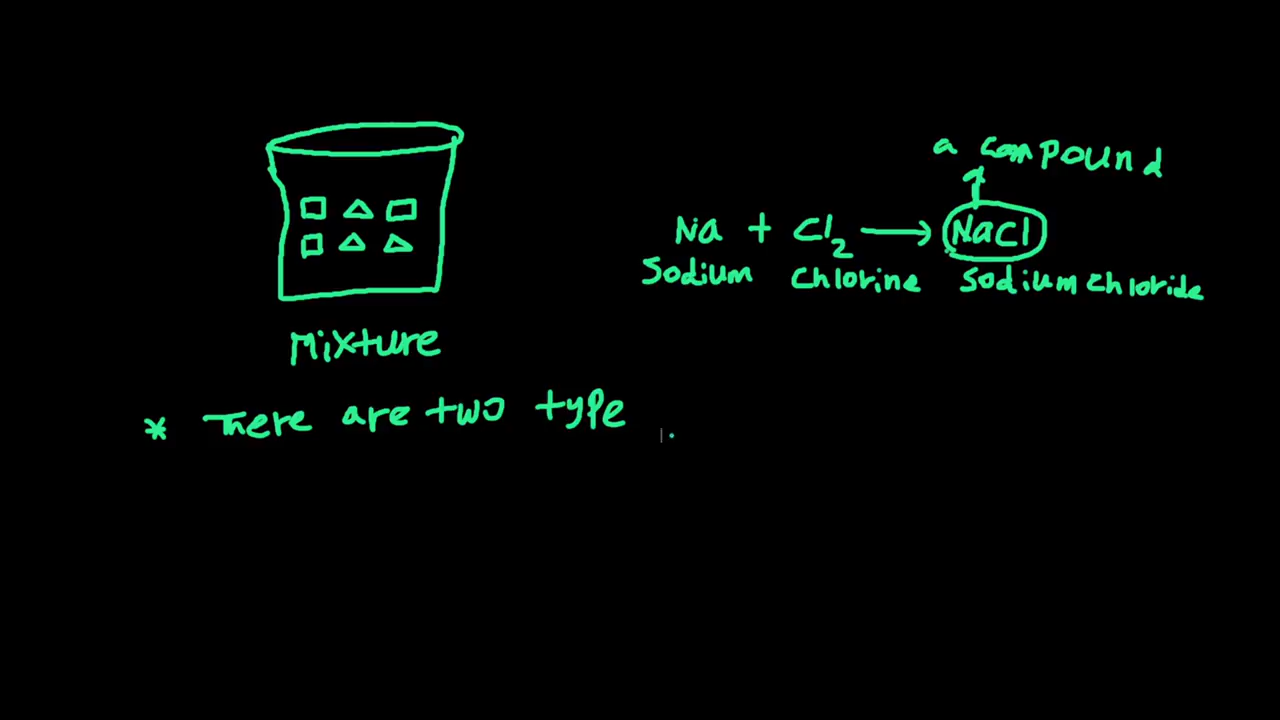 a compound
Na + Cl₂ → NaCl
Sodium chlorine Sodium chloride
Mixture
* There are two type